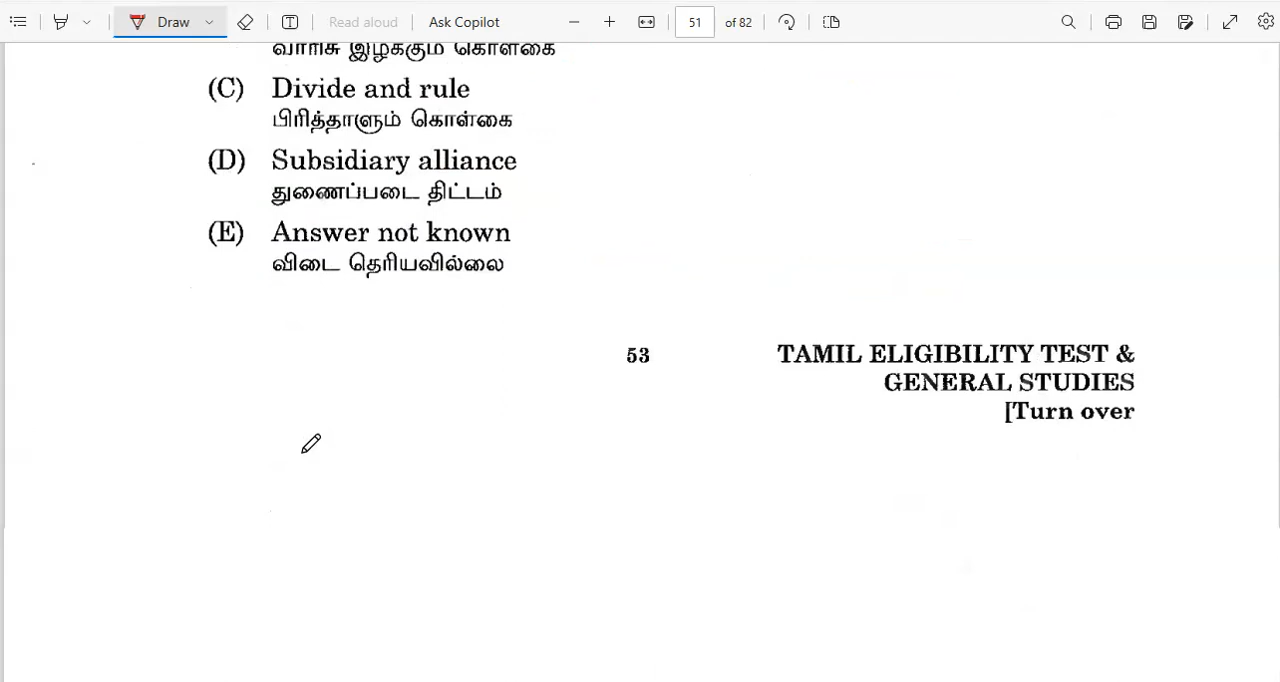 Draw
Read aloud
Ask Copilot
51
of 82
வாரிசு இழக்கும் கொள்கை
(C) Divide and rule
பிரித்தாளும் கொள்கை
(D) Subsidiary alliance
துணைப்படை திட்டம்
(E) Answer not known
விடை தெரியவில்லை
53
TAMIL ELIGIBILITY TEST &
GENERAL STUDIES
[Turn over